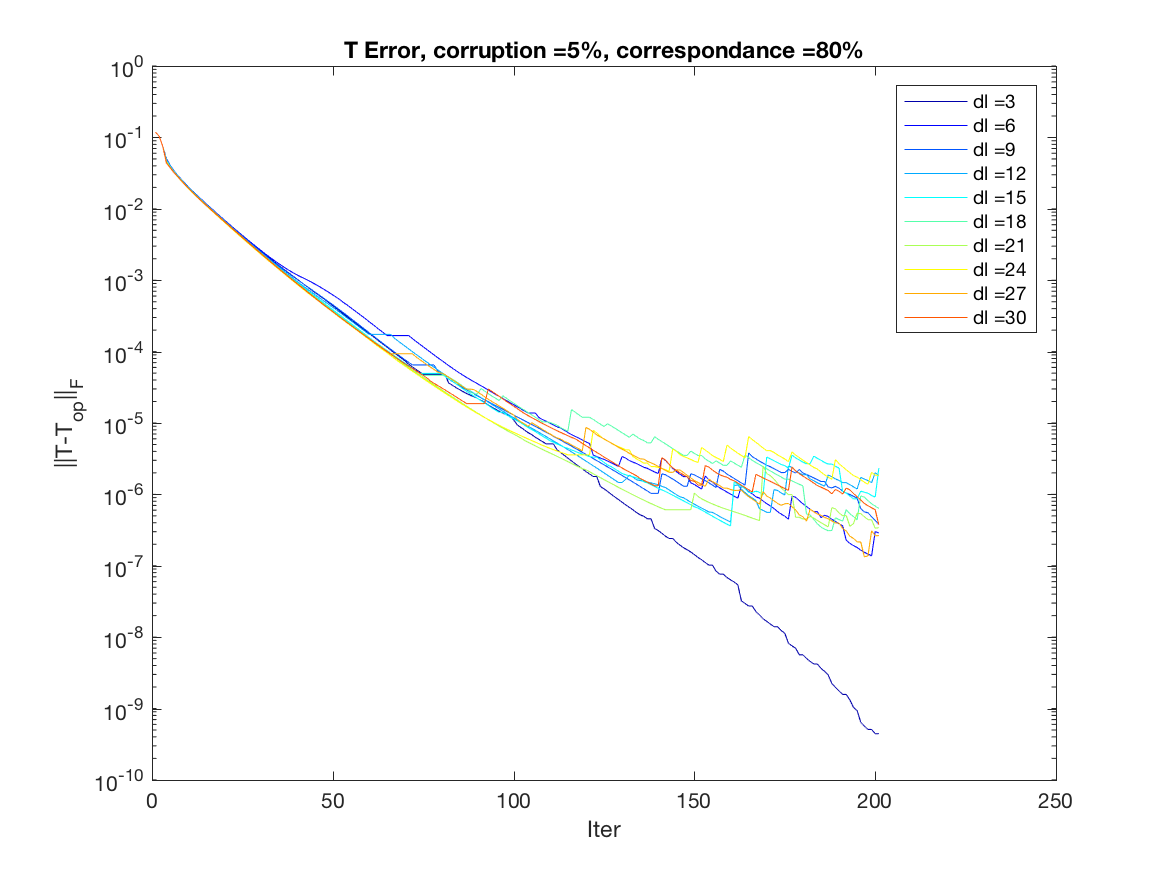 T Error, corruption =5%, correspondance =80%
10^0
10^-1
10^-2
10^-3
10^-4
10^-5
10^-6
10^-7
10^-8
10^-9
10^-10
||T-T_op||_F
0 50 100 150 200 250
Iter
dl =3
dl =6
dl =9
dl =12
dl =15
dl =18
dl =21
dl =24
dl =27
dl =30